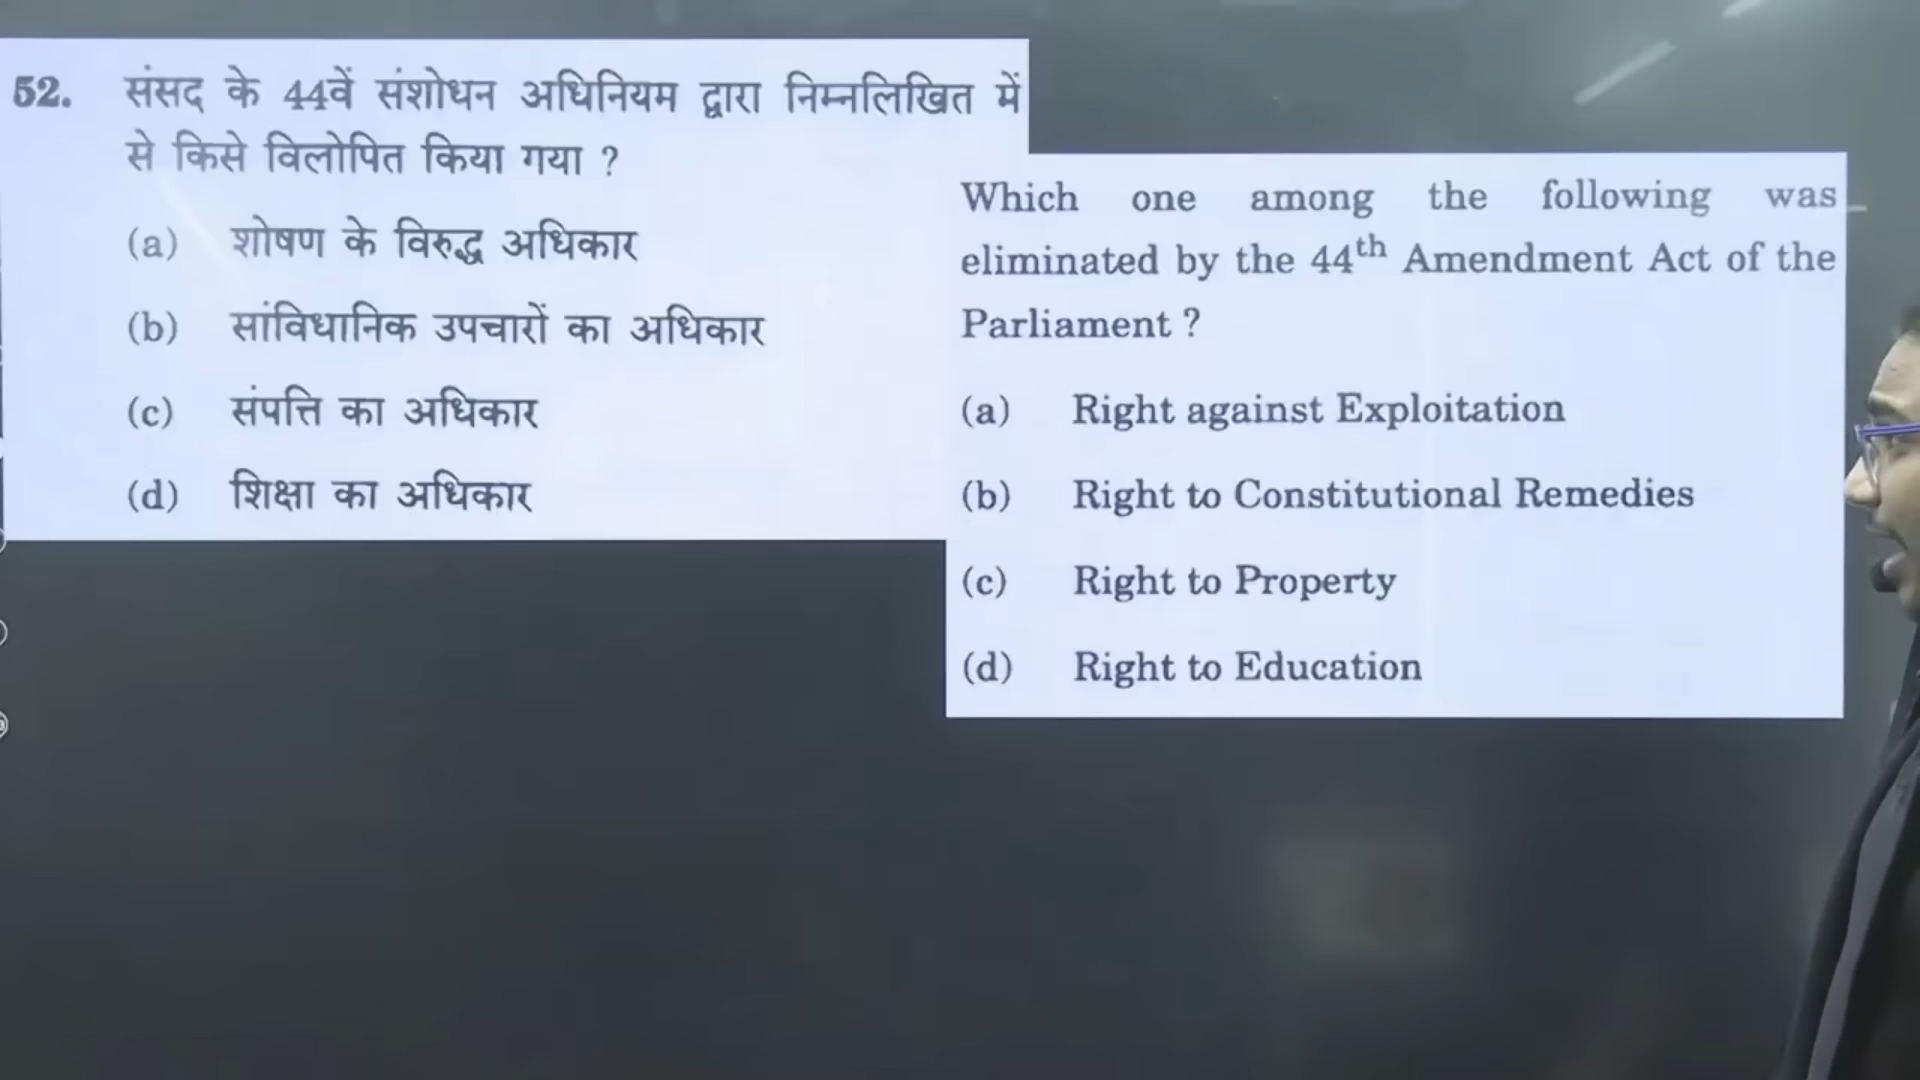 52. संसद के 44वें संशोधन अधिनियम द्वारा निम्नलिखित में
से किसे विलोपित किया गया ?
(a) शोषण के विरुद्ध अधिकार
(b) सांविधानिक उपचारों का अधिकार
(c) संपत्ति का अधिकार
(d) शिक्षा का अधिकार
Which one among the following was
eliminated by the 44th Amendment Act of the
Parliament ?
(a) Right against Exploitation
(b) Right to Constitutional Remedies
(c) Right to Property
(d) Right to Education